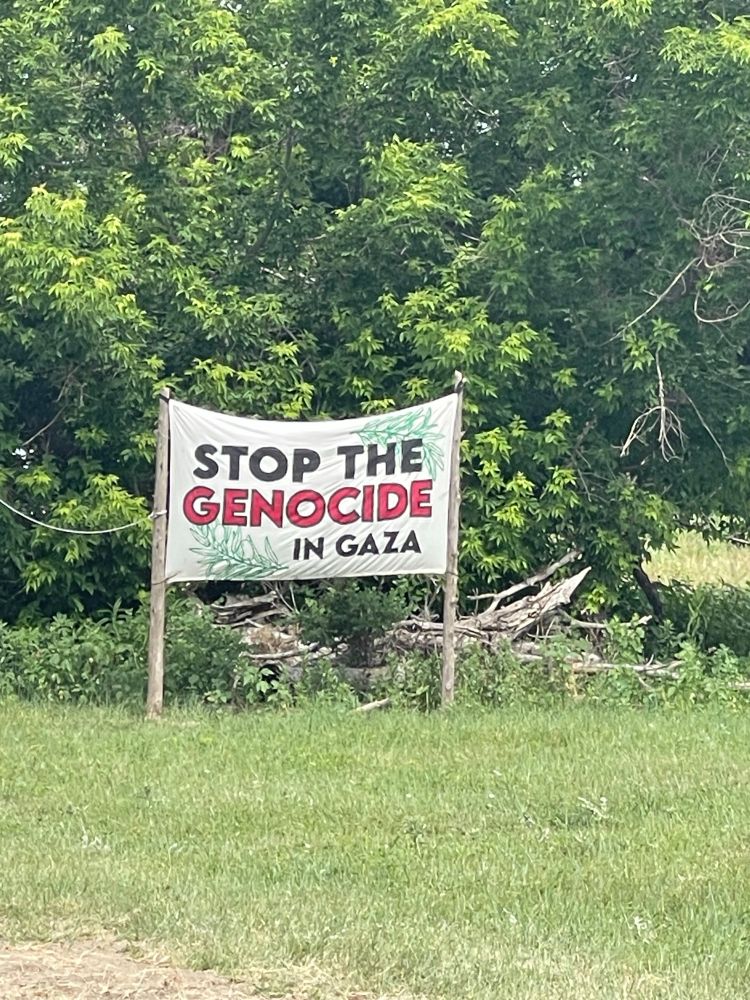 STOP THE
GENOCIDE
IN GAZA